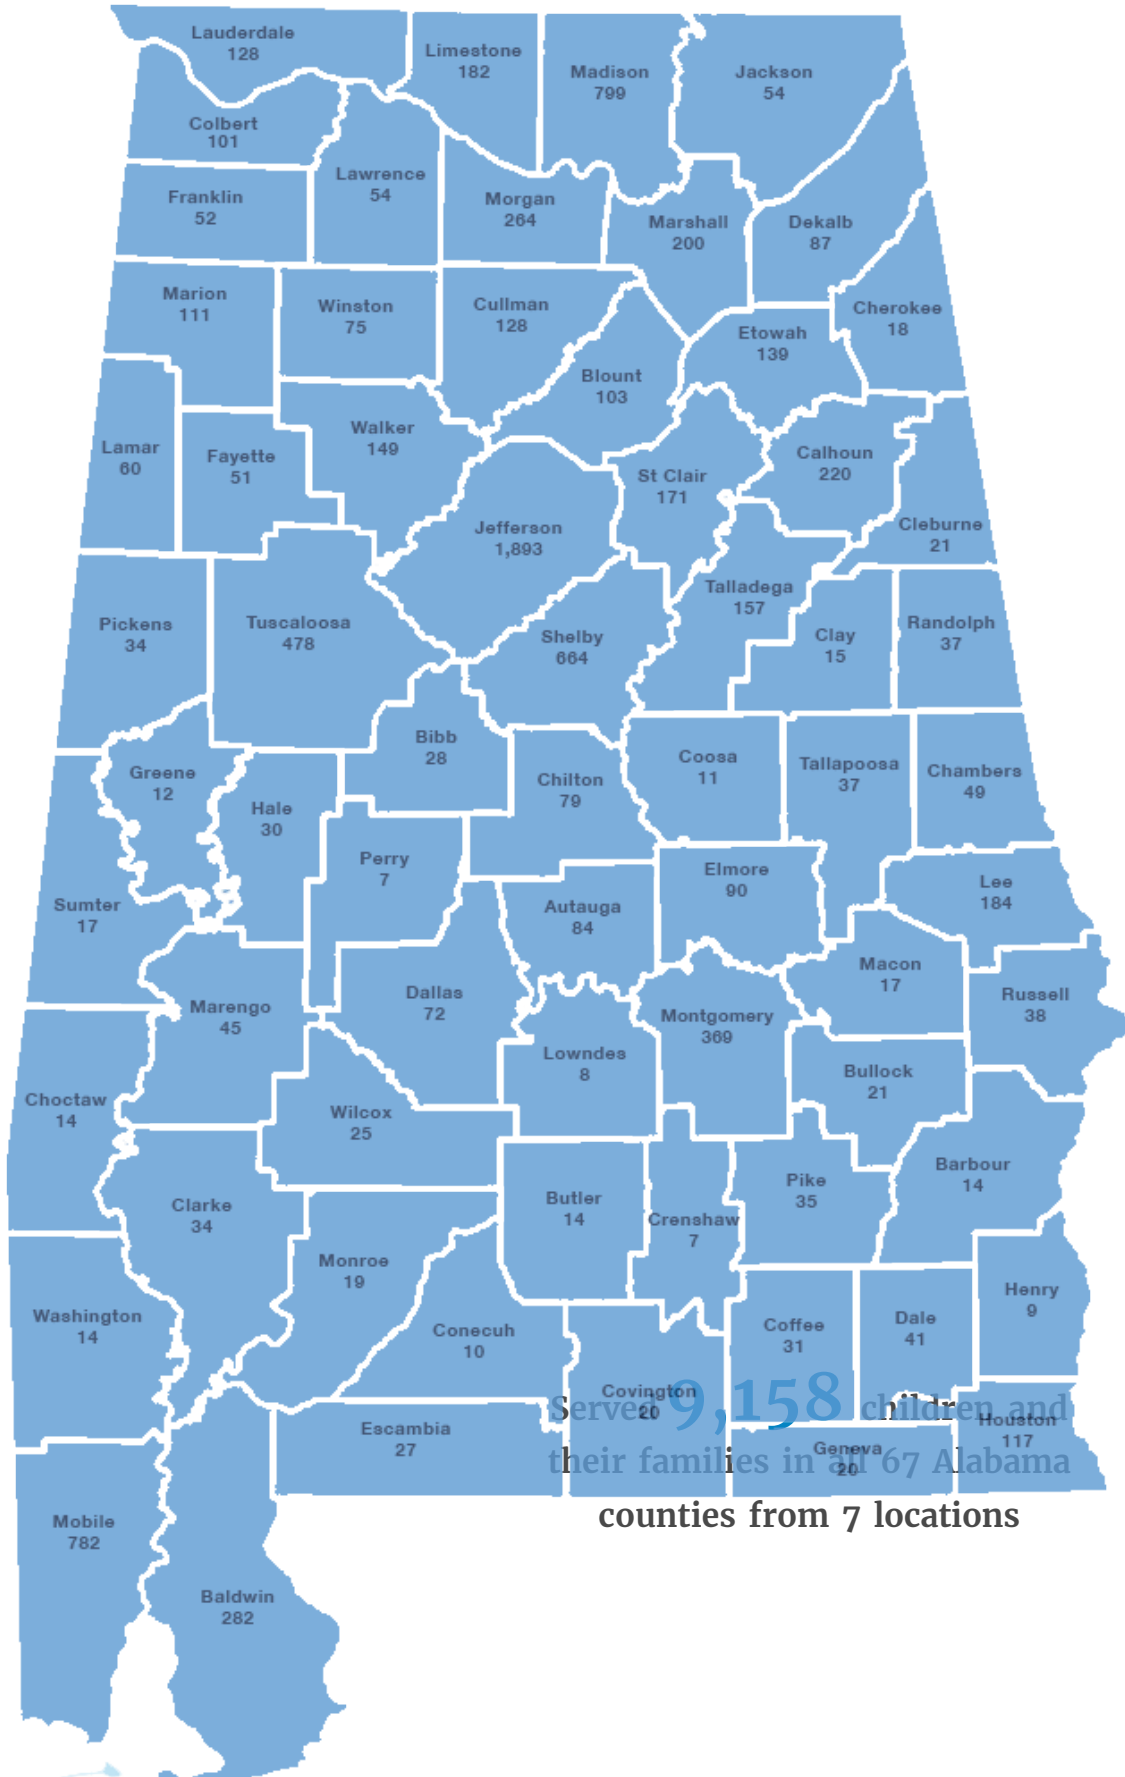 Lauderdale
128
Limestone
182
Madison
799
Jackson
54
Colbert
101
Lawrence
54
Franklin
52
Morgan
264
Marshall
200
Dekalb
87
Marion
111
Winston
75
Cullman
128
Cherokee
18
Etowah
139
Blount
103
Lamar
60
Fayette
51
Walker
149
St Clair
171
Calhoun
220
Jefferson
1,893
Cleburne
21
Talladega
157
Pickens
34
Tuscaloosa
478
Shelby
664
Clay
15
Randolph
37
Bibb
28
Greene
12
Hale
30
Chilton
79
Coosa
11
Tallapoosa
37
Chambers
49
Perry
7
Elmore
90
Lee
184
Sumter
17
Autauga
84
Macon
17
Marengo
45
Dallas
72
Montgomery
369
Russell
38
Lowndes
8
Bullock
21
Choctaw
14
Wilcox
25
Barbour
14
Clarke
34
Butler
14
Crenshaw
7
Pike
35
Monroe
19
Washington
14
Conecuh
10
Coffee
31
Dale
41
Henry
9
Covington
20
Escambia
27
Geneva
20
Houston
117
Mobile
782
Baldwin
282
Served 9,158 children and
their families in all 67 Alabama
counties from 7 locations